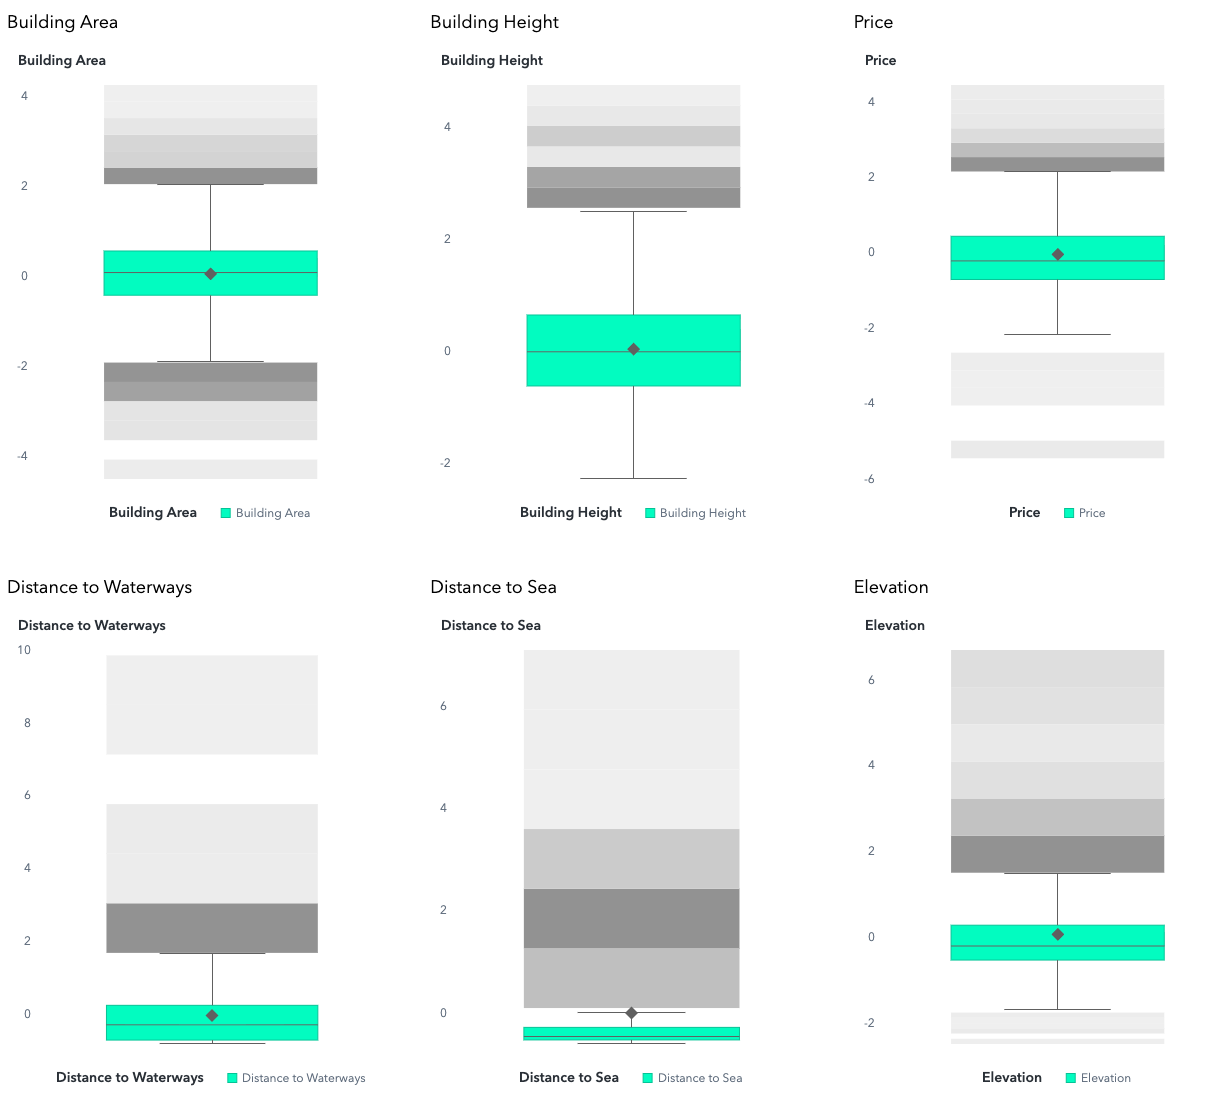 Building Area
Building Area
4
2
0
-2
-4
Building Area
Building Area
Building Height
Building Height
4
2
0
-2
Building Height
Building Height
Price
Price
4
2
0
-2
-4
-6
Price
Price
Distance to Waterways
Distance to Waterways
10
8
6
4
2
0
Distance to Waterways
Distance to Waterways
Distance to Sea
Distance to Sea
6
4
2
0
Distance to Sea
Distance to Sea
Elevation
Elevation
6
4
2
0
-2
Elevation
Elevation